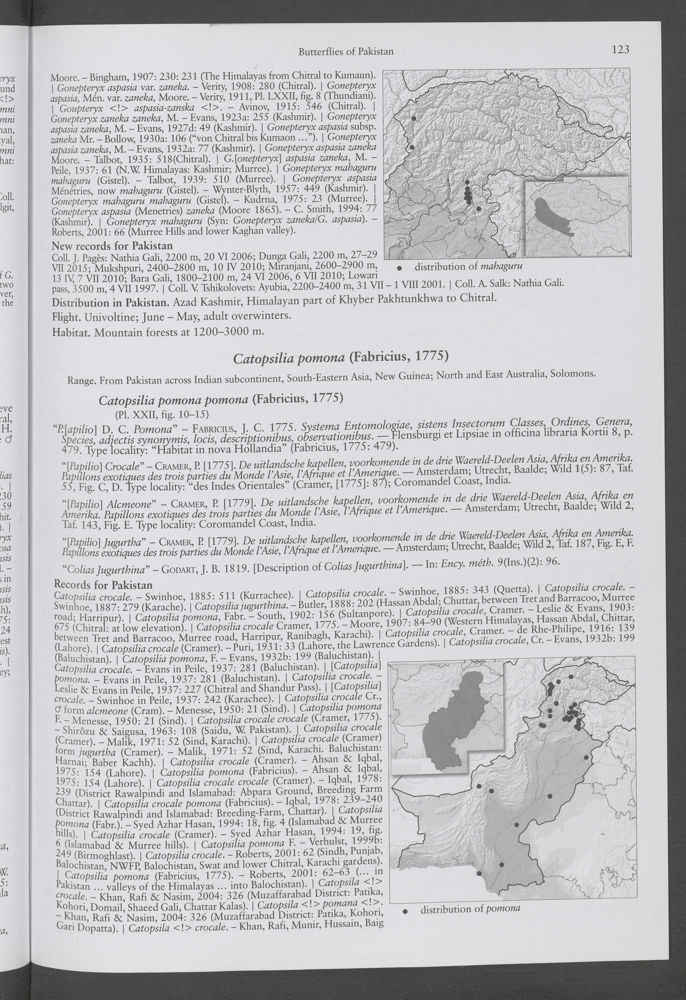 Butterflies of Pakistan
123
Moore. – Bingham, 1907: 230: 231 (The Himalayas from Chitral to Kumaun).
| Gonepteryx aspasia var. zaneka. – Verity, 1908: 280 (Chitral). | Gonopteryx
aspasia, Mén. var. zaneka, Moore. – Verity, 1911, Pl. LXXII, fig. 8 (Thundiani).
| Goupteryx <!> aspasia-zanska <!>. – Avinov, 1915: 546 (Chitral). |
Gonepteryx zaneka zaneka, M. – Evans, 1923a: 255 (Kashmir). | Gonepteryx
aspasia zaneka, M. – Evans, 1927d: 49 (Kashmir). | Gonepteryx aspasia subsp.
zaneka Mr. – Bollow, 1930a: 106 ("von Chitral bis Kumaon ..."). | Gonepteryx
aspasia zaneka, M. – Evans, 1932a: 77 (Kashmir). | Gonepteryx aspasia zaneka
Moore. – Talbot, 1935: 518(Chitral). | G.[onepteryx] aspasia zaneka, M. –
Peile, 1937: 61 (N.W. Himalayas: Kashmir; Murree). | Gonepteryx mahaguru
mahaguru (Gistel). – Talbot, 1939: 510 (Murree). | Gonepteryx aspasia
Ménétries, now mahaguru (Gistel). – Wynter-Blyth, 1957: 449 (Kashmir). |
Gonepteryx mahaguru mahaguru (Gistel). – Kudrna, 1975: 23 (Murree). |
Gonepteryx aspasia (Menetries) zaneka (Moore 1865). – C. Smith, 1994: 77
(Kashmir). | Gonepteryx mahaguru (Syn: Gonepteryx zaneka/G. aspasia). –
Roberts, 2001: 66 (Murree Hills and lower Kaghan valley).
New records for Pakistan
Coll. J. Pagès: Nathia Gali, 2200 m, 20 VI 2006; Dunga Gali, 2200 m, 27–29
VII 2015; Mukshpuri, 2400–2800 m, 10 IV 2010; Miranjani, 2600–2900 m,
13 IV, 7 VII 2010; Bara Gali, 1800–2100 m, 24 VI 2006, 6 VII 2010; Lowari
pass, 3500 m, 4 VII 1997. | Coll. V. Tshikolovets: Ayubia, 2200–2400 m, 31 VII – 1 VIII 2001. | Coll. A. Salk: Nathia Gali.
distribution of mahaguru
Distribution in Pakistan. Azad Kashmir, Himalayan part of Khyber Pakhtunkhwa to Chitral.
Flight. Univoltine; June – May, adult overwinters.
Habitat. Mountain forests at 1200–3000 m.
Catopsilia pomona (Fabricius, 1775)
Range. From Pakistan across Indian subcontinent, South-Eastern Asia, New Guinea; North and East Australia, Solomons.
Catopsilia pomona pomona (Fabricius, 1775)
(Pl. XXII, fig. 10–15)
"P.[apilio] D. C. Pomona" – FABRICIUS, J. C. 1775. Systema Entomologiae, sistens Insectorum Classes, Ordines, Genera,
Species, adjectis synonymis, locis, descriptionibus, observationibus. — Flensburgi et Lipsiae in officina libraria Kortii 8, p.
479. Type locality: "Habitat in nova Hollandia" (Fabricius, 1775: 479).
"[Papilio] Crocale" – CRAMER, P. [1775]. De uitlandsche kapellen, voorkomende in de drie Waereld-Deelen Asia, Afrika en Amerika.
Papillons exotiques des trois parties du Monde l'Asie, l'Afrique et l'Amerique. — Amsterdam; Utrecht, Baalde; Wild 1(5): 87, Taf.
55, Fig. C, D. Type locality: "des Indes Orientales" (Cramer, [1775]: 87); Coromandel Coast, India.
"[Papilio] Alcmeone" – CRAMER, P. [1779]. De uitlandsche kapellen, voorkomende in de drie Waereld-Deelen Asia, Afrika en
Amerika. Papillons exotiques des trois parties du Monde l'Asie, l'Afrique et l'Amerique. — Amsterdam; Utrecht, Baalde; Wild 2,
Taf. 143, Fig. E. Type locality: Coromandel Coast, India.
"[Papilio] Jugurtha" – CRAMER, P. [1779]. De uitlandsche kapellen, voorkomende in de drie Waereld-Deelen Asia, Afrika en Amerika.
Papillons exotiques des trois parties du Monde l'Asie, l'Afrique et l'Amerique. — Amsterdam; Utrecht, Baalde; Wild 2, Taf. 187, Fig. E, F.
"Colias Jugurthina" – GODART, J. B. 1819. [Description of Colias Jugurthina]. — In: Ency. méth. 9(Ins.)(2): 96.
Records for Pakistan
Catopsilia crocale. – Swinhoe, 1885: 511 (Kurrachee). | Catopsilia crocale. – Swinhoe, 1885: 343 (Quetta). | Catopsilia crocale. –
Swinhoe, 1887: 279 (Karache). | Catopsilia jugurthina. – Butler, 1888: 202 (Hassan Abdal; Chuttar, between Tret and Barracoo, Murree
road; Harripur). | Catopsilia pomona, Fabr. – South, 1902: 156 (Sultanpore). | Catopsilia crocale, Cramer. – Leslie & Evans, 1903:
675 (Chitral: at low elevation). | Catopsilia crocale Cramer, 1775. – Moore, 1907: 84–90 (Western Himalayas, Hassan Abdal, Chittar,
between Tret and Barracoo, Murree road, Harripur, Ranibagh, Karachi). | Catopsilia crocale, Cramer. – de Rhe-Philipe, 1916: 139
(Lahore). | Catopsilia crocale (Cramer). – Puri, 1931: 33 (Lahore, the Lawrence Gardens). | Catopsilia crocale, Cr. – Evans, 1932b: 199
(Baluchistan). | Catopsilia pomona, F. – Evans, 1932b: 199 (Baluchistan). |
Catopsilia crocale. – Evans in Peile, 1937: 281 (Baluchistan). | [Catopsilia]
pomona. – Evans in Peile, 1937: 281 (Baluchistan). | Catopsilia crocale. –
Leslie & Evans in Peile, 1937: 227 (Chitral and Shandur Pass). | [Catopsilia]
crocale. – Swinhoe in Peile, 1937: 242 (Karachee). | Catopsilia crocale Cr.,
♂ form alcmeone (Cram). – Menesse, 1950: 21 (Sind). | Catopsilia pomona
F. – Menesse, 1950: 21 (Sind). | Catopsilia crocale crocale (Cramer, 1775).
– Shirôzu & Saigusa, 1963: 108 (Saidu, W. Pakistan). | Catopsilia crocale
(Cramer). – Malik, 1971: 52 (Sind, Karachi). | Catopsilia crocale (Cramer)
form jugurtha (Cramer). – Malik, 1971: 52 (Sind, Karachi. Baluchistan:
Harnai; Baber Kachh). | Catopsilia crocale (Cramer). – Ahsan & Iqbal,
1975: 154 (Lahore). | Catopsilia pomona (Fabricius). – Ahsan & Iqbal,
1975: 154 (Lahore). | Catopsilia crocale crocale (Cramer). – Iqbal, 1978:
239 (District Rawalpindi and Islamabad: Abpara Ground, Breeding Farm
Chattar). | Catopsilia crocale pomona (Fabricius). – Iqbal, 1978: 239–240
(District Rawalpindi and Islamabad: Breeding-Farm, Chattar). | Catopsilia
pomona (Fabr.). – Syed Azhar Hasan, 1994: 18, fig. 4 (Islamabad & Murree
hills). | Catopsilia crocale (Cramer). – Syed Azhar Hasan, 1994: 19, fig.
6 (Islamabad & Murree hills). | Catopsilia pomona F. – Verhulst, 1999b:
249 (Birmoghlast). | Catopsilia crocale. – Roberts, 2001: 62 (Sindh, Punjab,
Balochistan, NWFP, Balochistan, Swat and lower Chitral, Karachi gardens).
| Catopsilia pomona (Fabricius, 1775). – Roberts, 2001: 62–63 (... in
Pakistan ... valleys of the Himalayas ... into Balochistan). | Catopsila <!>
crocale. – Khan, Rafi & Nasim, 2004: 326 (Muzaffarabad District: Patika,
Kohori, Domail, Shaeed Gali, Chattar Kalas). | Catopsila <!> pomana <!>.
– Khan, Rafi & Nasim, 2004: 326 (Muzaffarabad District: Patika, Kohori,
Gari Dopatta). | Catopsila <!> crocale. – Khan, Rafi, Munir, Hussain, Baig
distribution of pomona